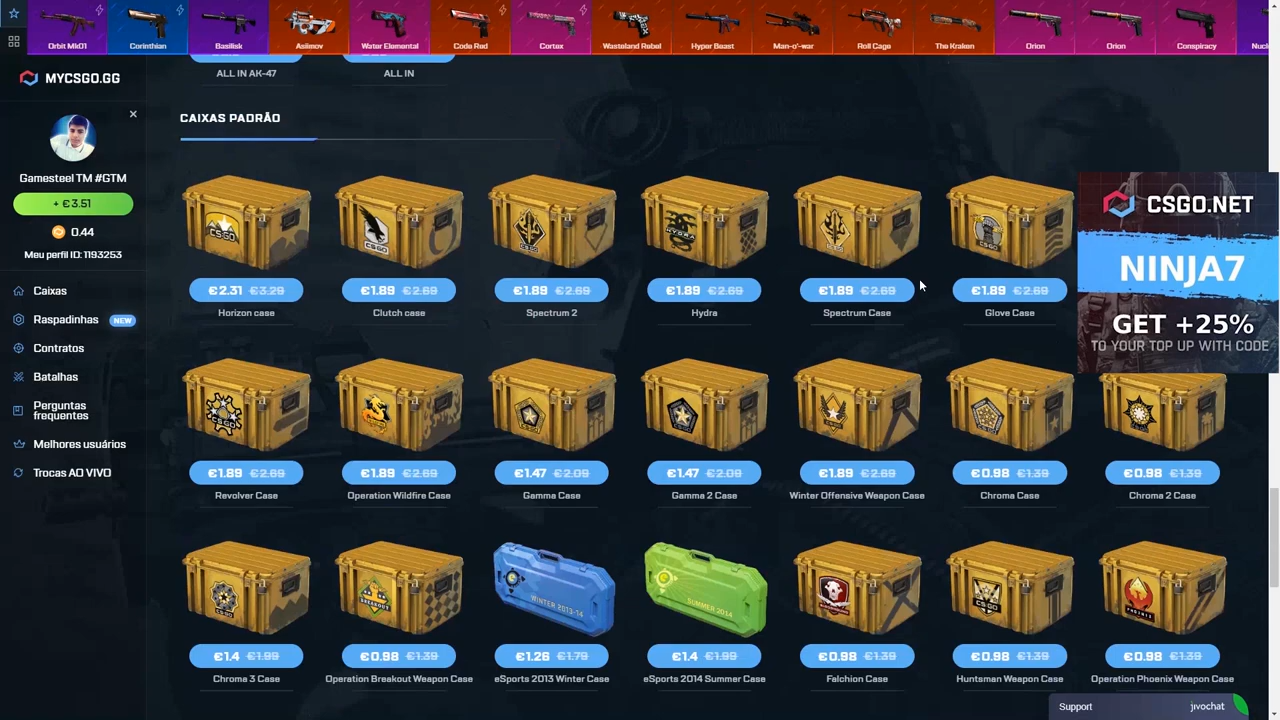 Orbit Mk01
Corinthian
Basilisk
Asiimov
Water Elemental
Code Red
Cortex
Wasteland Rebel
Hyper Beast
Man-o'-war
Roll Cage
The Kraken
Orion
Orion
Conspiracy
MYCSGO.GG
Gamesteel TM #GTM
+ €3.51
0.44
Meu perfil ID: 1193253
Caixas
Raspadinhas NEW
Contratos
Batalhas
Perguntas
frequentes
Melhores usuários
Trocas AO VIVO
ALL IN AK-47
ALL IN
CAIXAS PADRÃO
€2.31 €3.29
Horizon case
€1.89 €2.69
Clutch case
€1.89 €2.69
Spectrum 2
€1.89 €2.69
Hydra
€1.89 €2.69
Spectrum Case
€1.89 €2.69
Glove Case
CSGO.NET
NINJA7
GET +25%
TO YOUR TOP UP WITH CODE
€1.89 €2.69
Revolver Case
€1.89 €2.69
Operation Wildfire Case
€1.47 €2.09
Gamma Case
€1.47 €2.09
Gamma 2 Case
€1.89 €2.69
Winter Offensive Weapon Case
€0.98 €1.39
Chroma Case
€0.98 €1.39
Chroma 2 Case
WINTER 2013-14
SUMMER 2014
€1.4 €1.99
Chroma 3 Case
€0.98 €1.39
Operation Breakout Weapon Case
€1.26 €1.79
eSports 2013 Winter Case
€1.4 €1.99
eSports 2014 Summer Case
€0.98 €1.39
Falchion Case
€0.98 €1.39
Huntsman Weapon Case
€0.98 €1.39
Operation Phoenix Weapon Case
Support
jivochat